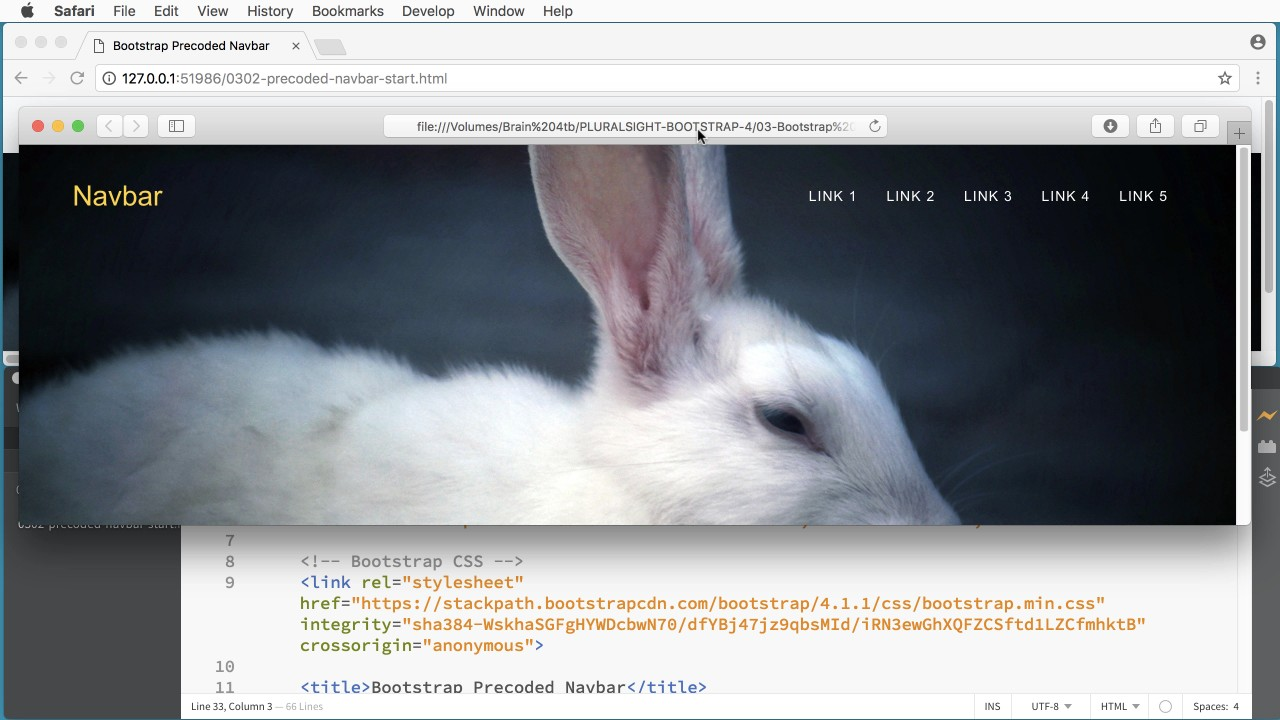 Safari File Edit View History Bookmarks Develop Window Help
Bootstrap Precoded Navbar
127.0.0.1:51986/0302-precoded-navbar-start.html
file:///Volumes/Brain%204tb/PLURALSIGHT-BOOTSTRAP-4/03-Bootstrap%20
Navbar LINK 1 LINK 2 LINK 3 LINK 4 LINK 5
7
8 <!-- Bootstrap CSS -->
9 <link rel="stylesheet"
href="https://stackpath.bootstrapcdn.com/bootstrap/4.1.1/css/bootstrap.min.css"
integrity="sha384-WskhaSGFgHYWDcbwN70/dfYBj47jz9qbsMId/iRN3ewGhXQFZCSftd1LZCfmhktB"
crossorigin="anonymous">
10
11 <title>Bootstrap Precoded Navbar</title>
Line 33, Column 3 — 66 Lines INS UTF-8 HTML Spaces: 4